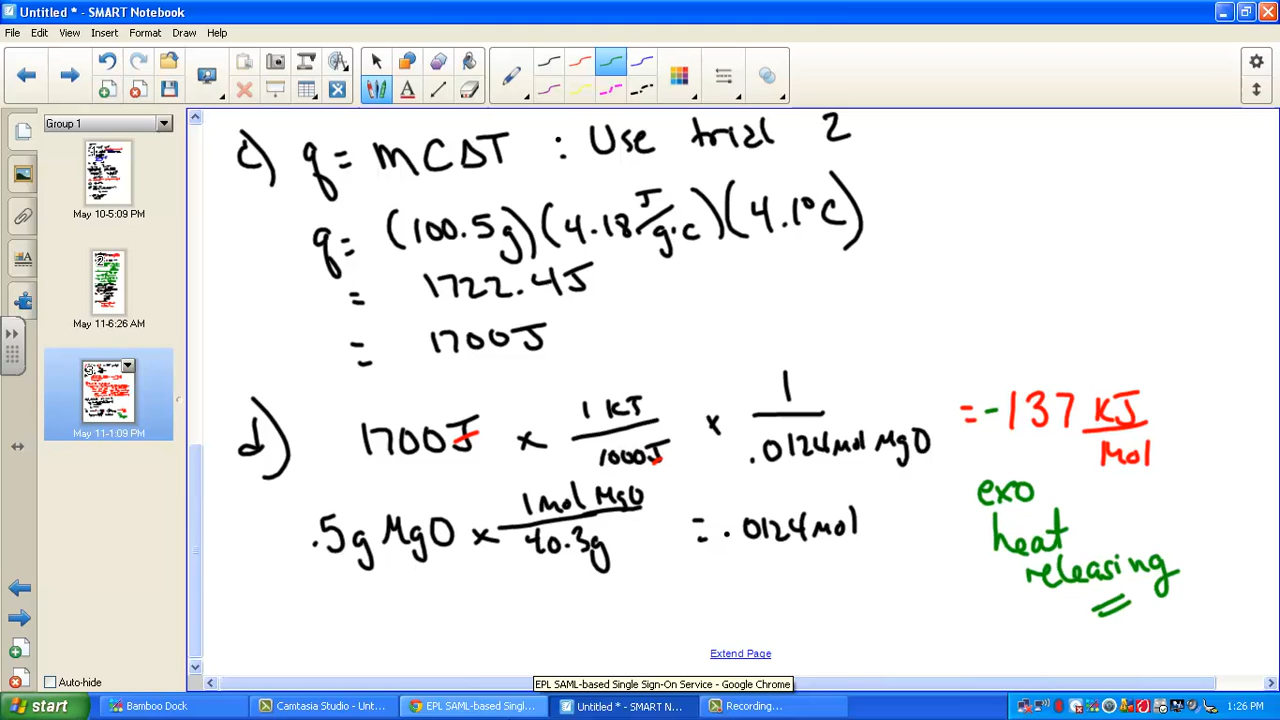 Untitled * - SMART Notebook
File Edit View Insert Format Draw Help
Group 1
May 10-5:09 PM
May 11-6:26 AM
May 11-1:09 PM
Auto-hide
c) q = mCΔT : Use trial 2
q = (100.5g)(4.18 J/g·c)(4.1°C)
= 1722.4J
= 1700J
d) 1700J × 1 KJ/1000J × 1/.0124mol MgO = -137 KJ/Mol
.5g MgO × 1mol MgO/40.3g = .0124mol
exo
heat
releasing
Extend Page
EPL SAML-based Single Sign-On Service - Google Chrome
start
Bamboo Dock
Camtasia Studio - Unt...
EPL SAML-based Singl...
Untitled * - SMART N...
Recording...
1:26 PM